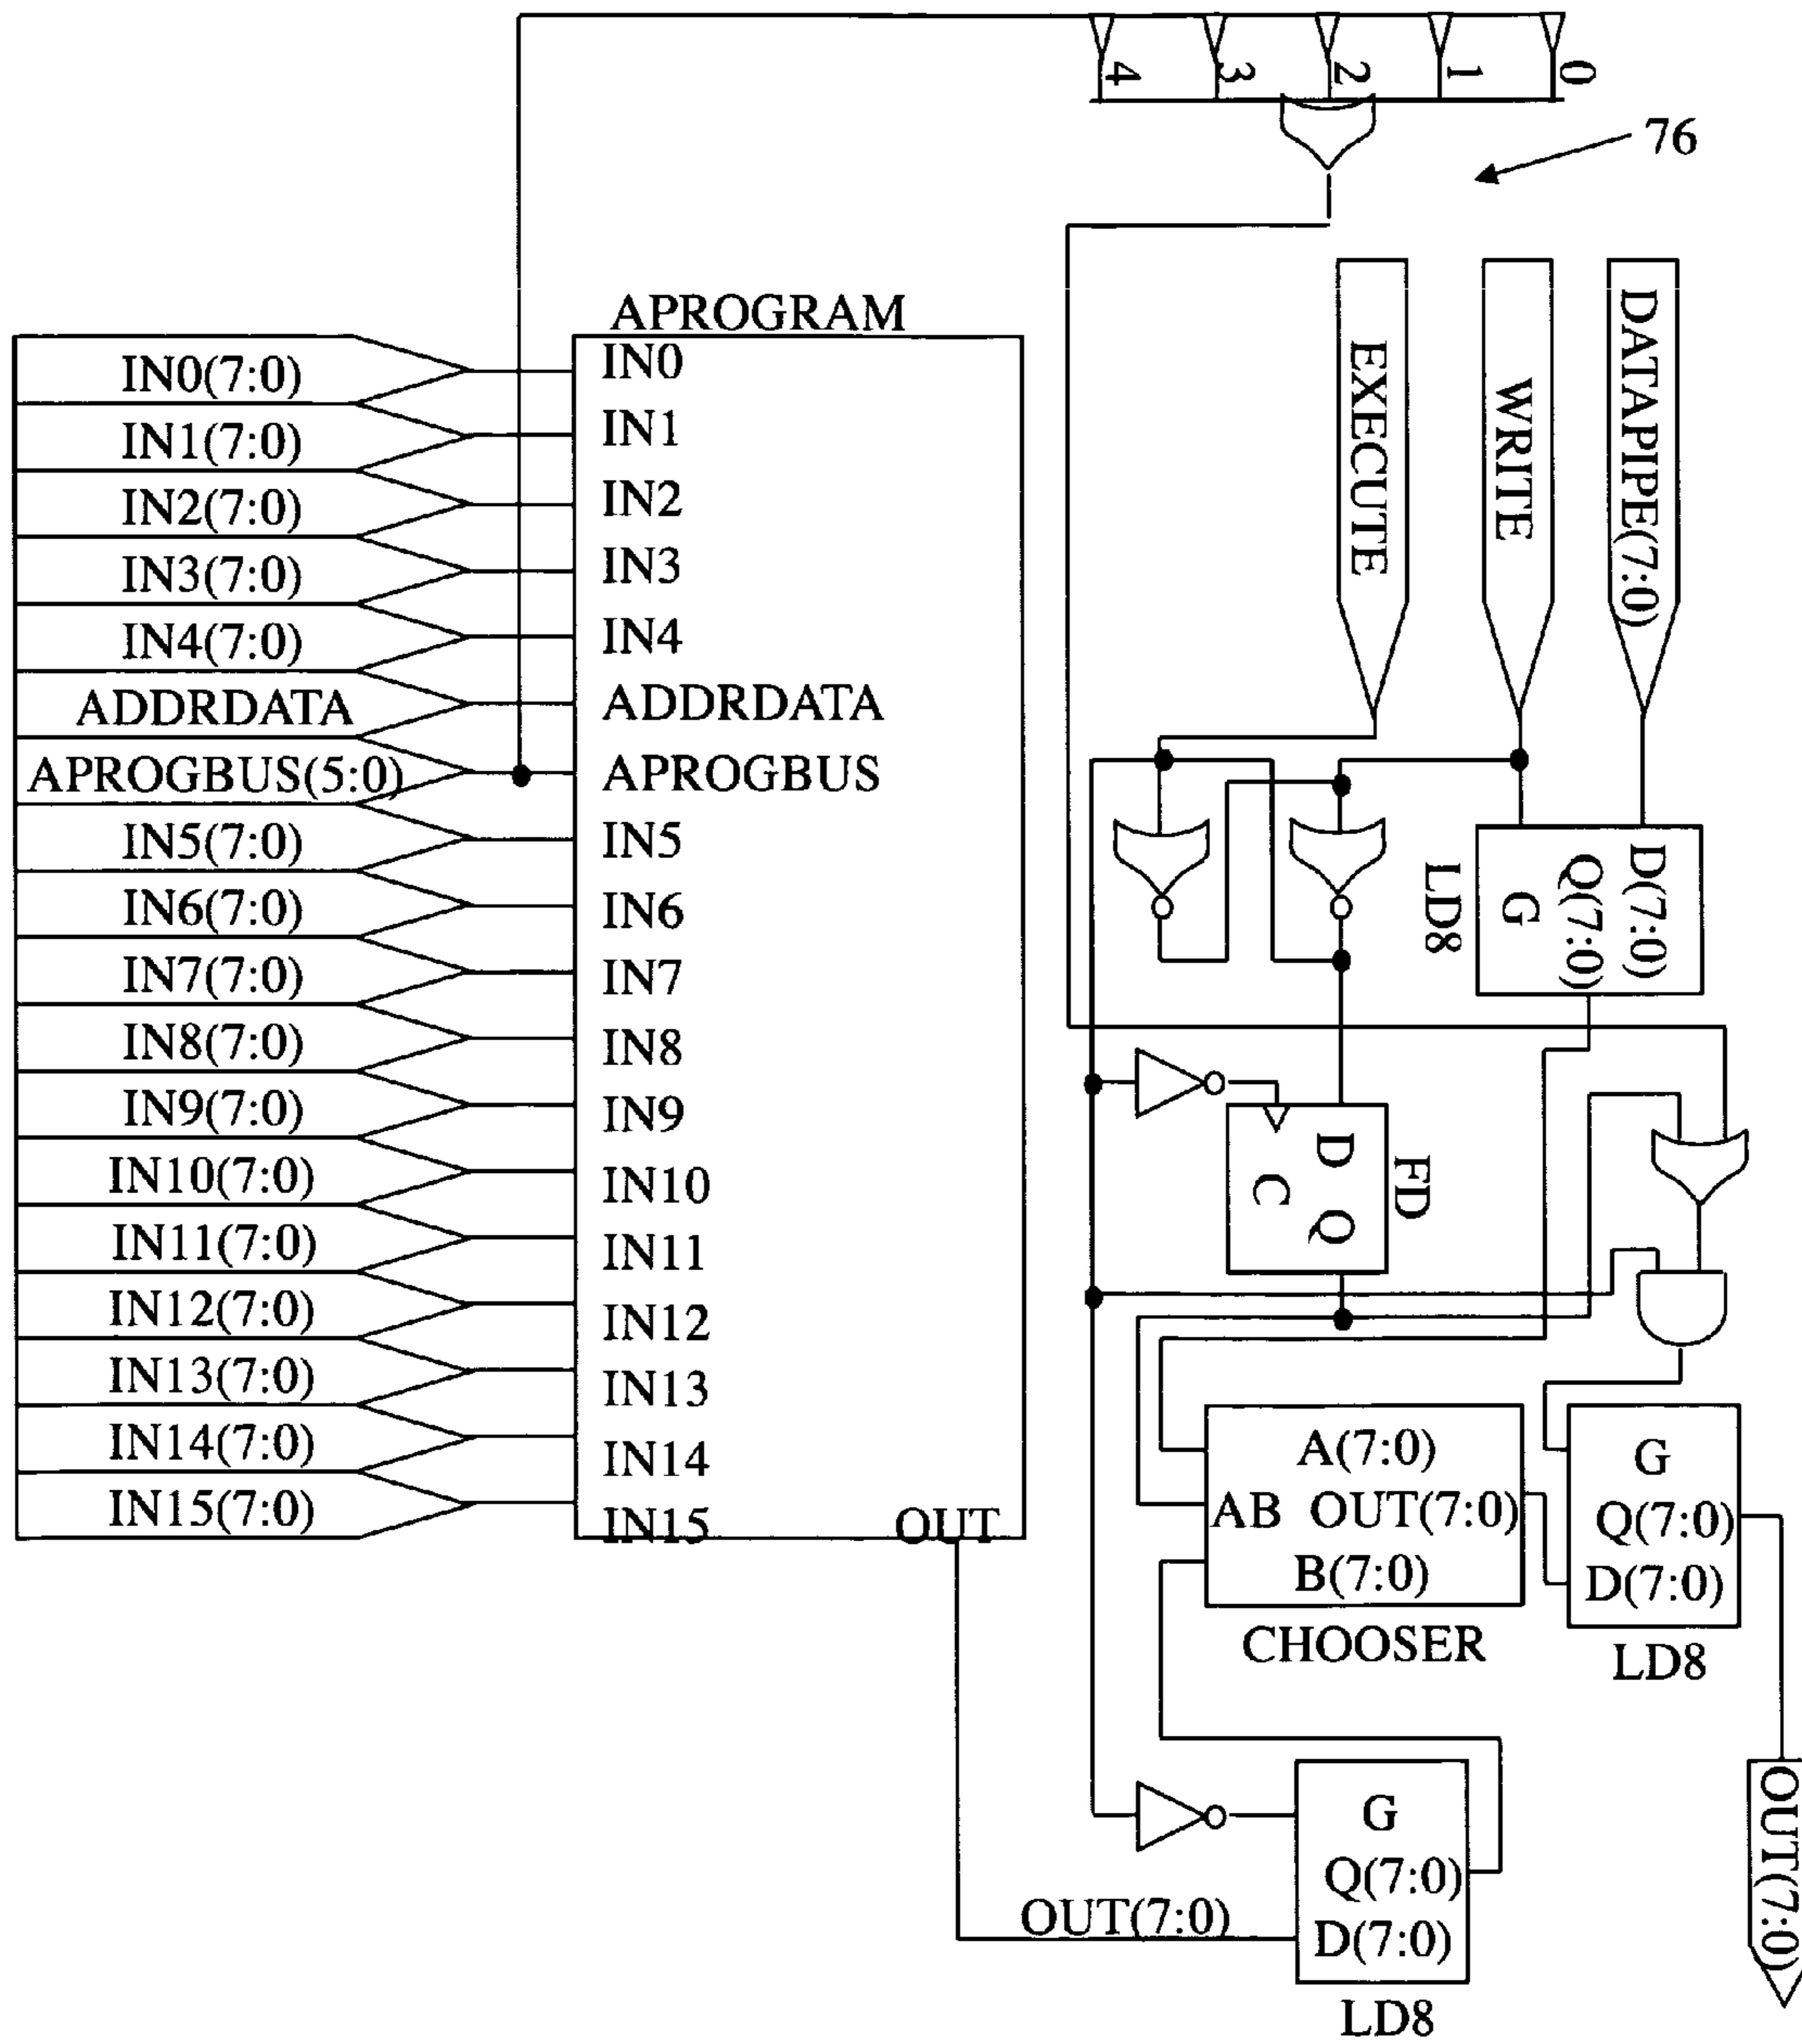 4
3
2
1
0
76
APROGRAM
IN0(7:0)
IN1(7:0)
IN2(7:0)
IN3(7:0)
IN4(7:0)
ADDRDATA
APROGBUS(5:0)
IN5(7:0)
IN6(7:0)
IN7(7:0)
IN8(7:0)
IN9(7:0)
IN10(7:0)
IN11(7:0)
IN12(7:0)
IN13(7:0)
IN14(7:0)
IN15(7:0)
IN0
IN1
IN2
IN3
IN4
ADDRDATA
APROGBUS
IN5
IN6
IN7
IN8
IN9
IN10
IN11
IN12
IN13
IN14
IN15
OUT
EXECUTE
WRITE
DATAPIPE(7:0)
D(7:0)
Q(7:0)
G
LD8
FD
D
Q
C
A(7:0)
AB
OUT(7:0)
B(7:0)
CHOOSER
G
Q(7:0)
D(7:0)
LD8
G
Q(7:0)
D(7:0)
LD8
OUT(7:0)
OUT(7:0)